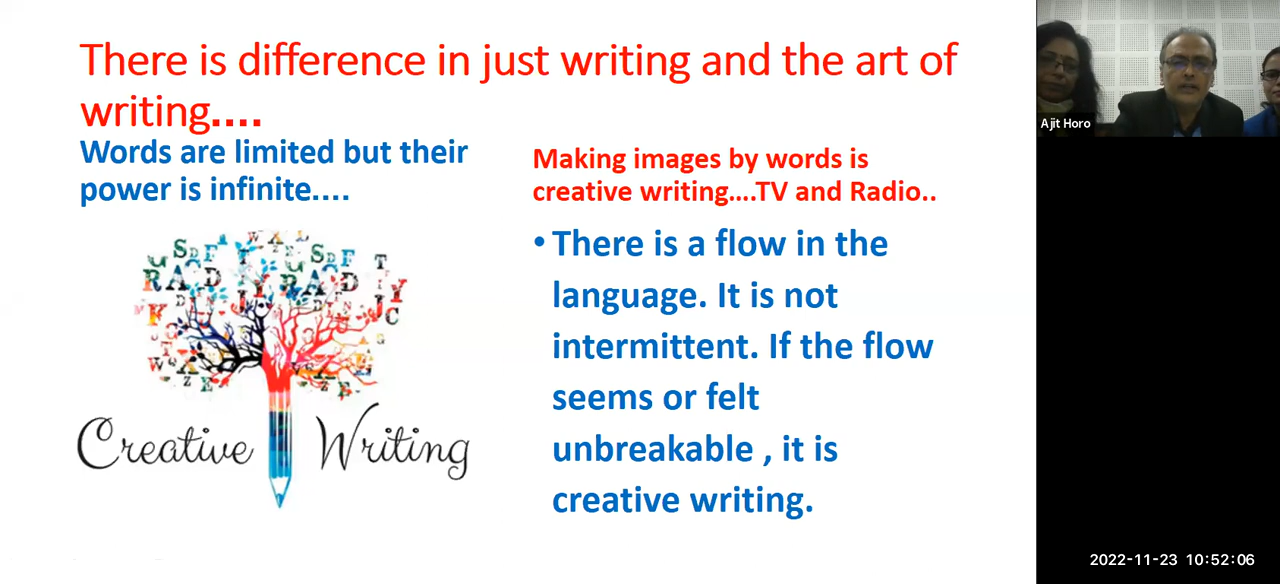 There is difference in just writing and the art of
writing....
Words are limited but their
power is infinite....
Creative Writing
Making images by words is
creative writing....TV and Radio..
• There is a flow in the
language. It is not
intermittent. If the flow
seems or felt
unbreakable , it is
creative writing.
Ajit Horo
2022-11-23 10:52:06